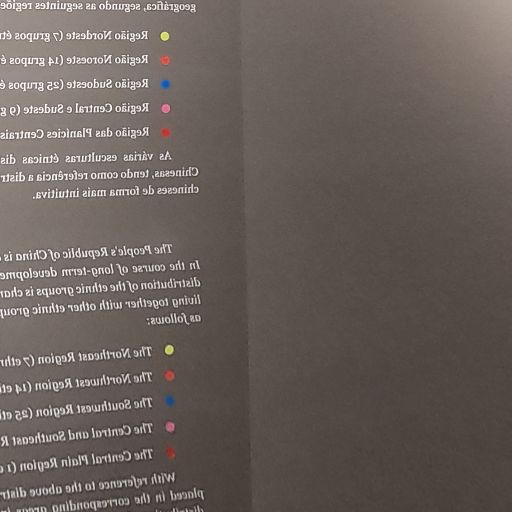 geográfica, segundo as seguintes regiões
Região Nordeste (7 grupos ét
Região Noroeste (14 grupos é
Região Sudoeste (25 grupos é
Região Central e Sudeste (9 g
Região das Planícies Centrais
As várias esculturas étnicas dis
Chinesas, tendo como referência a distr
chineses de forma mais intuitiva.
The People's Republic of China is
In the course of long-term developme
distribution of the ethnic groups is char
living together with other ethnic group
as follows:
The Northeast Region (7 ethn
The Northwest Region (14 et
The Southwest Region (25 et
The Central and Southeast R
The Central Plain Region (1
With reference to the above distr
placed in the corresponding areas